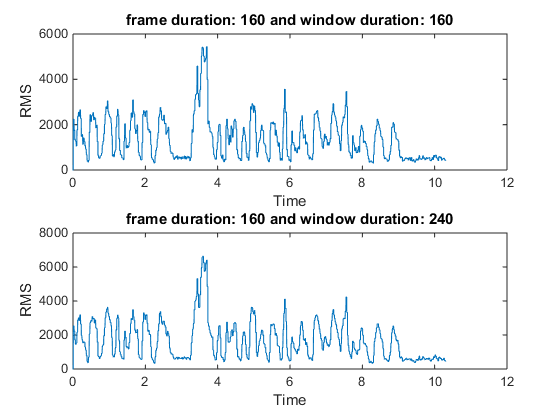 frame duration: 160 and window duration: 160
6000
4000
2000
0
RMS
0 2 4 6 8 10 12
Time
frame duration: 160 and window duration: 240
8000
6000
4000
2000
0
RMS
0 2 4 6 8 10 12
Time